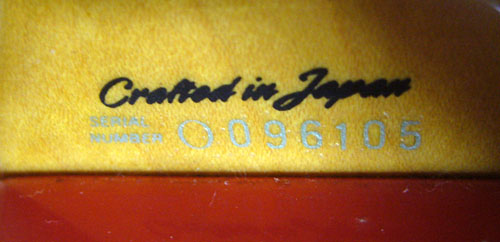 Crafted in Japan
SERIAL
NUMBER O096105